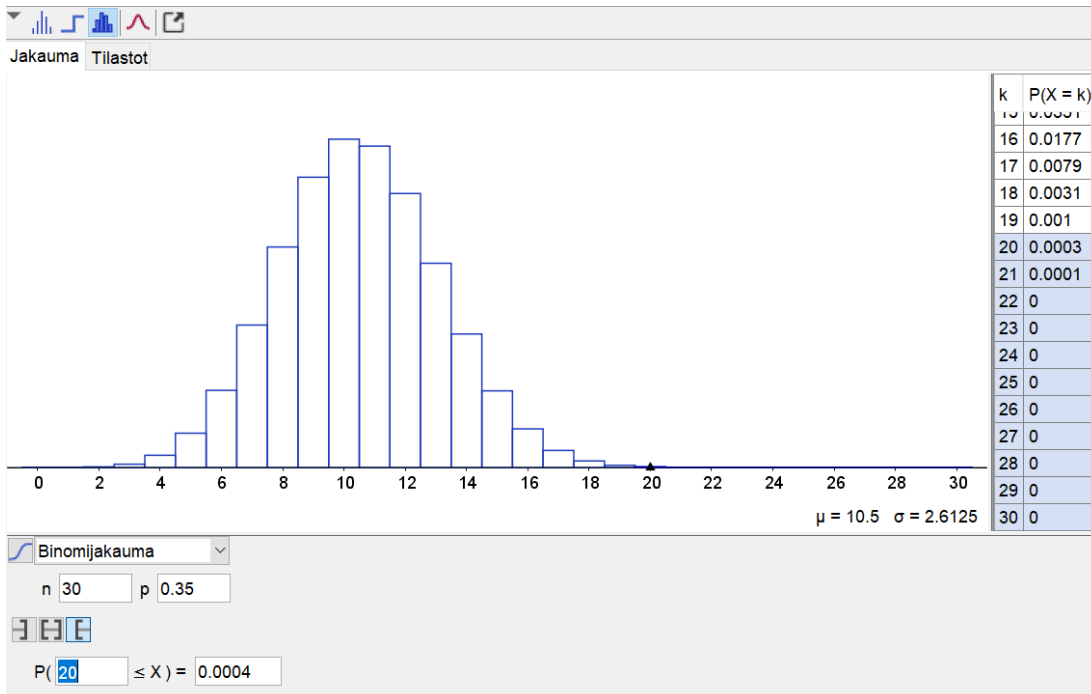 Jakauma Tilastot
k P(X = k)
16 0.0177
17 0.0079
18 0.0031
19 0.001
20 0.0003
21 0.0001
22 0
23 0
24 0
25 0
26 0
27 0
28 0
29 0
30 0
0 2 4 6 8 10 12 14 16 18 20 22 24 26 28 30
μ = 10.5 σ = 2.6125
Binomijakauma
n 30 p 0.35
P( 20 ≤ X ) = 0.0004